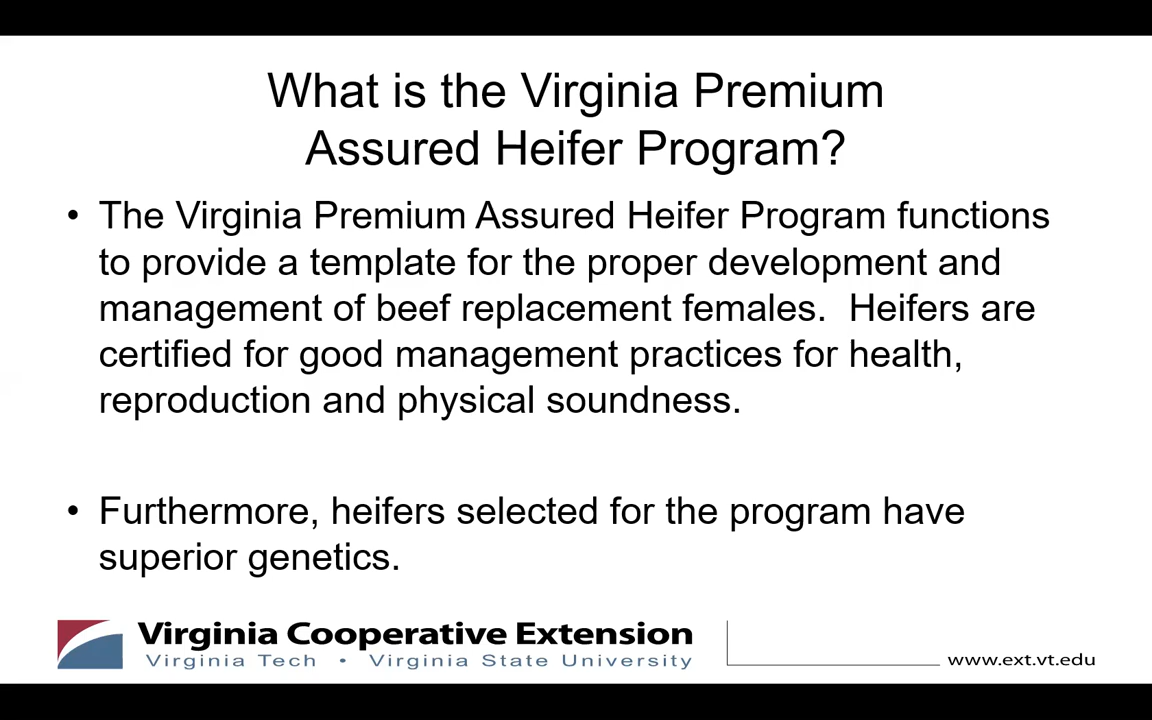 What is the Virginia Premium
Assured Heifer Program?
• The Virginia Premium Assured Heifer Program functions
to provide a template for the proper development and
management of beef replacement females.  Heifers are
certified for good management practices for health,
reproduction and physical soundness.
• Furthermore, heifers selected for the program have
superior genetics.
Virginia Cooperative Extension
Virginia Tech • Virginia State University
www.ext.vt.edu